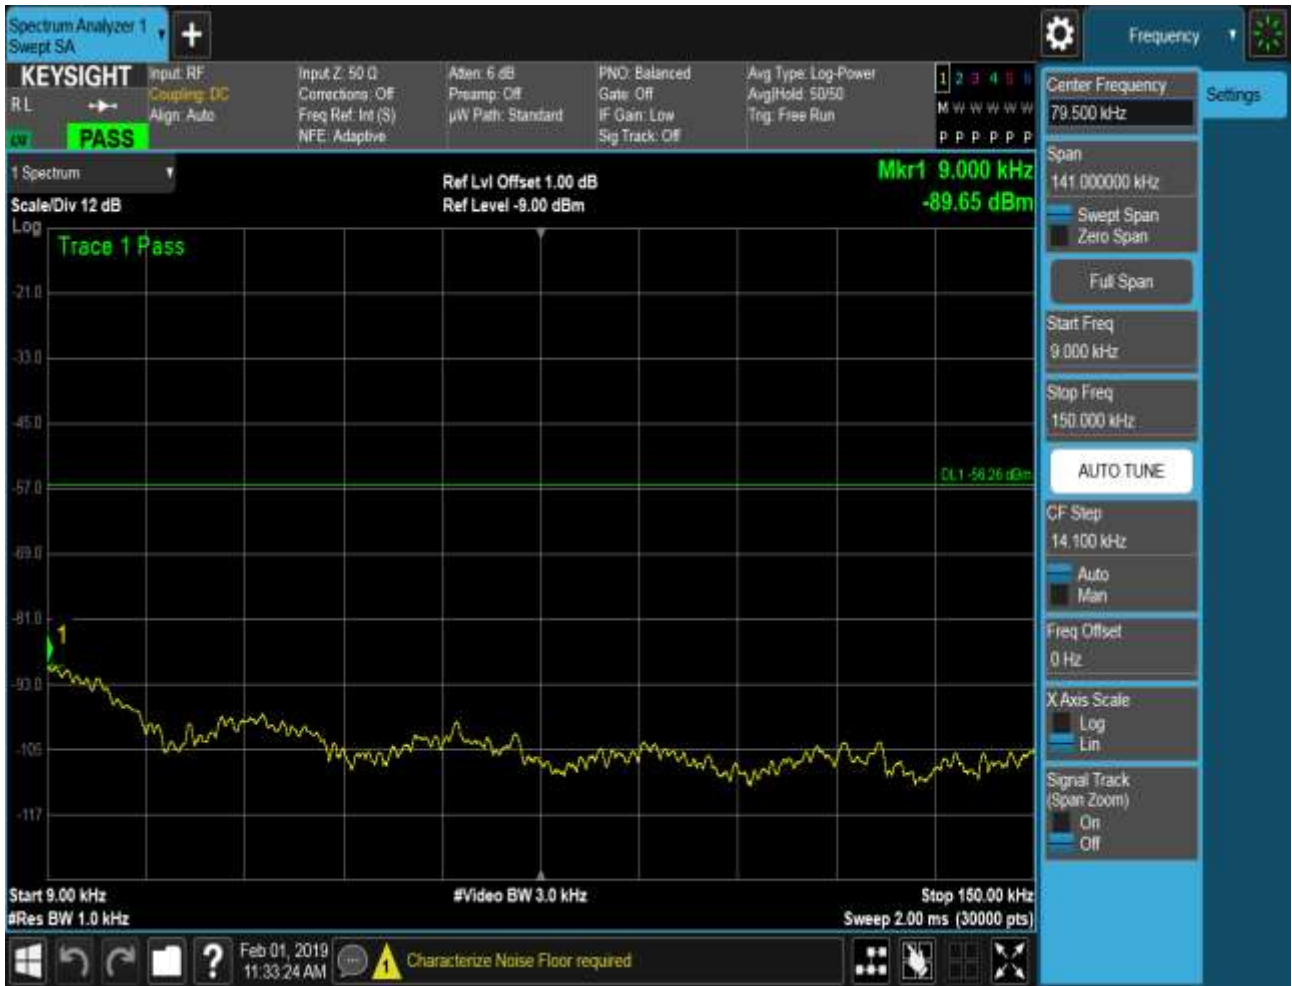 Spectrum Analyzer 1
Swept SA
+
Frequency
KEYSIGHT
RL
PASS
Input: RF
Coupling: DC
Align: Auto
Input Z: 50 Ω
Corrections: Off
Freq Ref: Int (S)
NFE: Adaptive
Atten: 6 dB
Preamp: Off
µW Path: Standard
PNO: Balanced
Gate: Off
IF Gain: Low
Sig Track: Off
Avg Type: Log-Power
Avg|Hold: 50/50
Trig: Free Run
1 2 3 4 5 6
M W W W W W
P P P P P P
1 Spectrum
Scale/Div 12 dB
Ref Lvl Offset 1.00 dB
Ref Level -9.00 dBm
Mkr1 9.000 kHz
-89.65 dBm
Log
Trace 1 Pass
-21.0
-33.0
-45.0
DL1 -56.26 dBm
-57.0
-69.0
-81.0
1
-93.0
-105
-117
Start 9.00 kHz
#Res BW 1.0 kHz
#Video BW 3.0 kHz
Stop 150.00 kHz
Sweep 2.00 ms (30000 pts)
Center Frequency
79.500 kHz
Settings
Span
141.000000 kHz
Swept Span
Zero Span
Full Span
Start Freq
9.000 kHz
Stop Freq
150.000 kHz
AUTO TUNE
CF Step
14.100 kHz
Auto
Man
Freq Offset
0 Hz
X Axis Scale
Log
Lin
Signal Track
(Span Zoom)
On
Off
?
Feb 01, 2019
11:33:24 AM
1
Characterize Noise Floor required